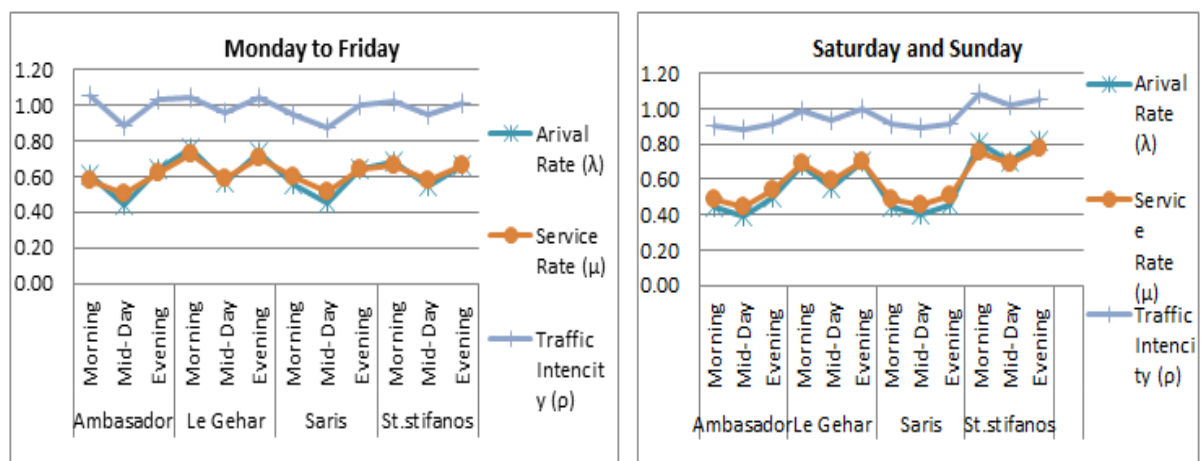 Monday to Friday
1.20
1.00
0.80
0.60
0.40
0.20
0.00
Morning
Mid- Day
Evening
Morning
Mid- Day
Evening
Morning
Mid- Day
Evening
Morning
Mid- Day
Evening
Ambasador
Le Gehar
Saris
St.stifanos
Arival
Rate (λ)
Service
Rate (µ)
Traffic
Intencit
y (ρ)
Saturday and Sunday
1.20
1.00
0.80
0.60
0.40
0.20
0.00
Morning
Mid- Day
Evening
Morning
Mid- Day
Evening
Morning
Mid- Day
Evening
Morning
Mid- Day
Evening
Ambasador
Le Gehar
Saris
St.stifanos
Arival
Rate
(λ)
Servic
e
Rate
(µ)
Traffic
Intenci
ty (ρ)